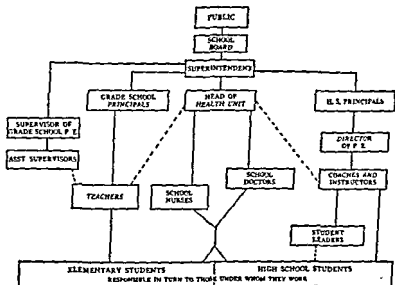 PUBLIC
SCHOOL
BOARD
SUPERINTENDENT
GRADE SCHOOL
PRINCIPALS
HEAD OF
HEALTH UNIT
H. S. PRINCIPALS
SUPERVISOR OF
GRADE SCHOOL P. E.
DIRECTOR
OF P. E.
ASST SUPERVISORS
TEACHERS
SCHOOL
NURSES
SCHOOL
DOCTORS
COACHES AND
INSTRUCTORS
STUDENT
LEADERS
ELEMENTARY STUDENTS
HIGH SCHOOL STUDENTS
RESPONSIBLE IN TURN TO THOSE UNDER WHOM THEY WORK